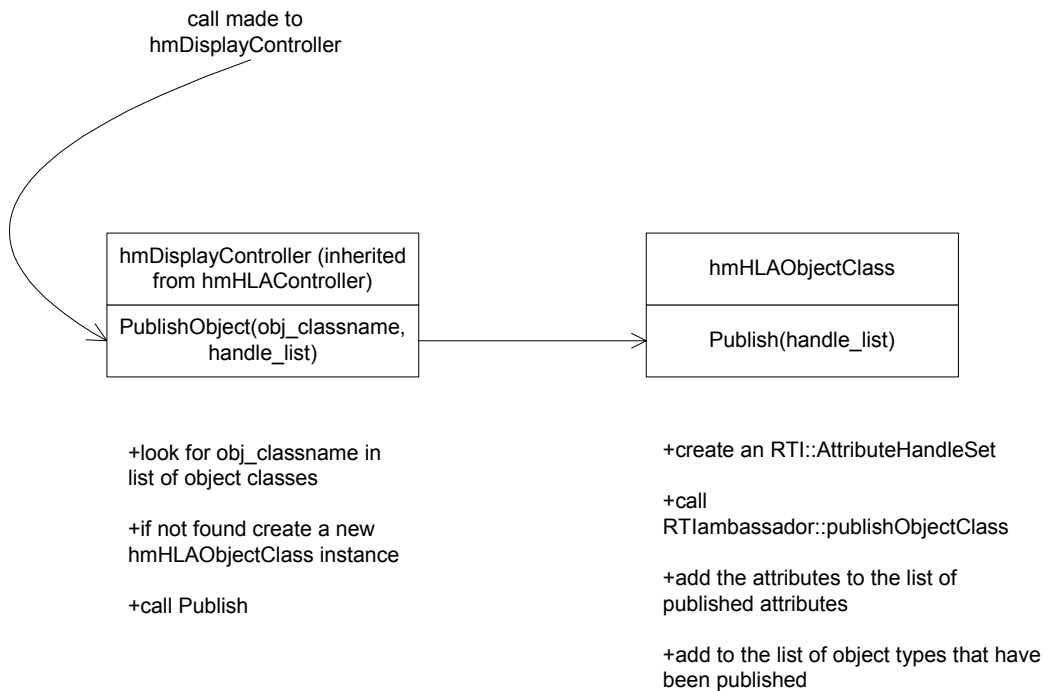 call made to
hmDisplayController
hmDisplayController (inherited
from hmHLAController)
PublishObject(obj_classname,
handle_list)
hmHLAObjectClass
Publish(handle_list)
+look for obj_classname in
list of object classes
+if not found create a new
hmHLAObjectClass instance
+call Publish
+create an RTI::AttributeHandleSet
+call
RTIambassador::publishObjectClass
+add the attributes to the list of
published attributes
+add to the list of object types that have
been published